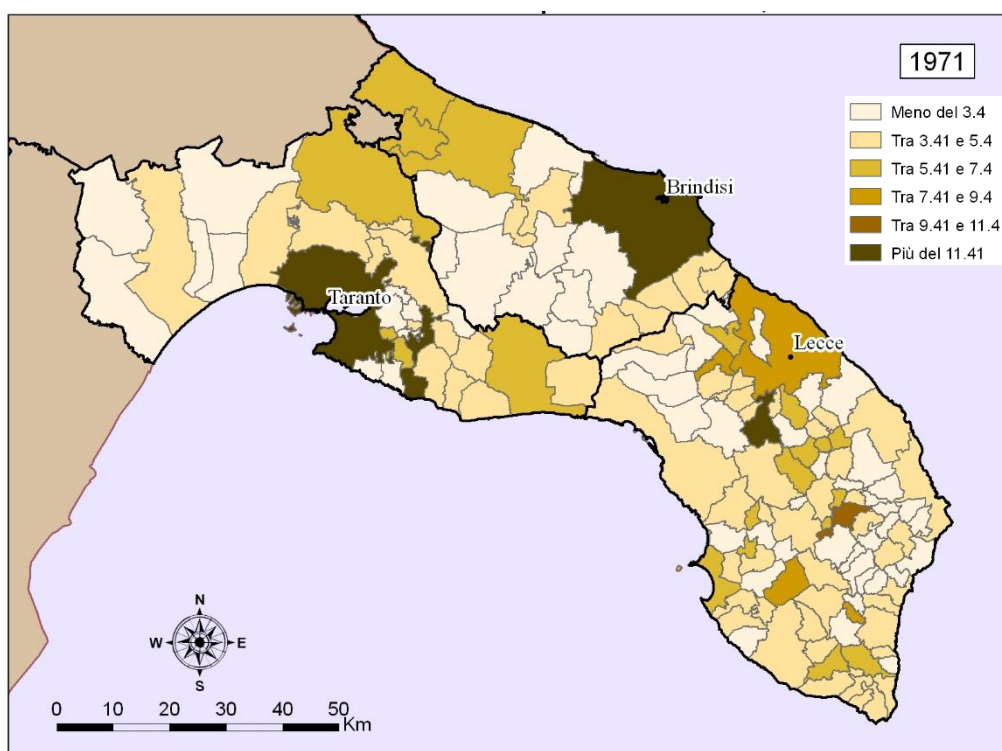 1971
Meno del 3.4
Tra 3.41 e 5.4
Tra 5.41 e 7.4
Tra 7.41 e 9.4
Tra 9.41 e 11.4
Più del 11.41
Brindisi
Taranto
Lecce
N
W E
S
0 10 20 30 40 50
Km